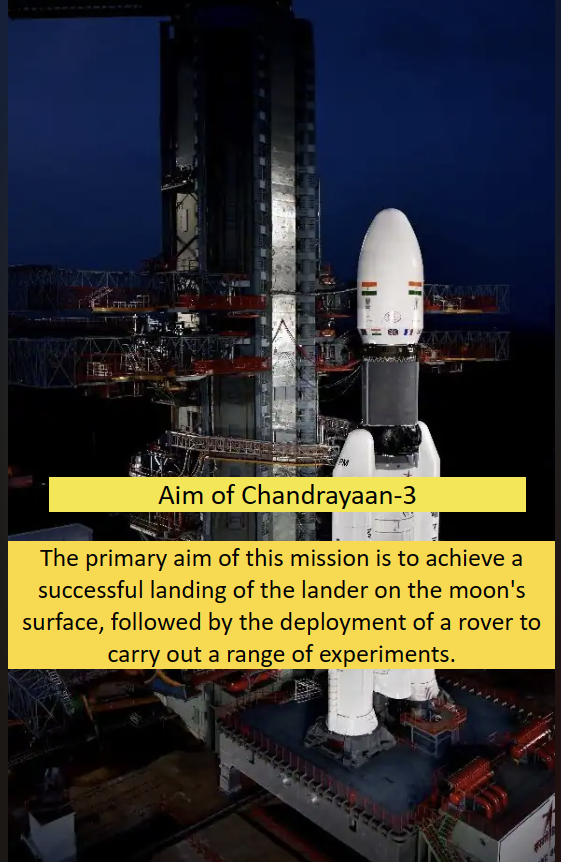 PM
Aim of Chandrayaan-3
The primary aim of this mission is to achieve a
successful landing of the lander on the moon's
surface, followed by the deployment of a rover to
carry out a range of experiments.